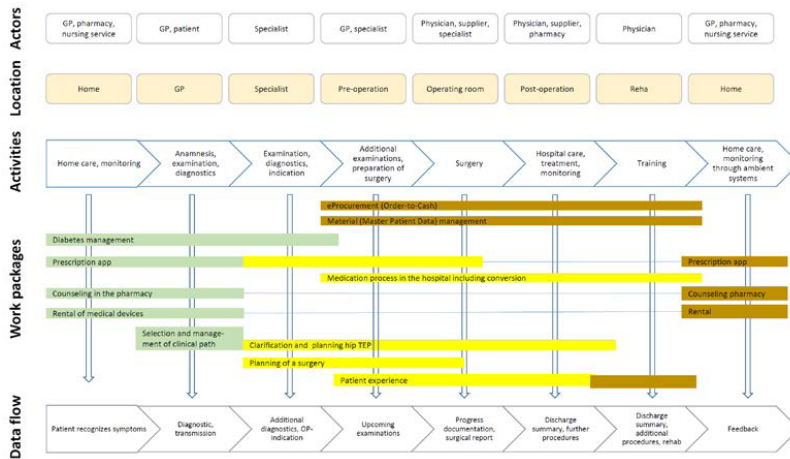 Actors
GP, pharmacy,
nursing service
GP, patient
Specialist
GP, specialist
Physician, supplier,
specialist
Physician, supplier,
pharmacy
Physician
GP, pharmacy,
nursing service
Location
Home
GP
Specialist
Pre-operation
Operating room
Post-operation
Reha
Home
Activities
Home care, monitoring
Anamnesis,
examination,
diagnostics
Examination,
diagnostics,
indication
Additional
examinations,
preparation of
surgery
Surgery
Hospital care,
treatment,
monitoring
Training
Home care,
monitoring
through ambient
systems
Work packages
eProcurement (Order-to-Cash)
Material (Master Patient Data) management
Diabetes management
Prescription app
Prescription app
Medication process in the hospital including conversion
Counseling in the pharmacy
Counseling pharmacy
Rental of medical devices
Rental
Selection and manage-
ment of clinical path
Clarification and planning hip TEP
Planning of a surgery
Patient experience
Data flow
Patient recognizes symptoms
Diagnostic,
transmission
Additional
diagnostics, OP-
indication
Upcoming
examinations
Progress
documentation,
surgical report
Discharge
summary, further
procedures
Discharge
summary,
additional
procedures, rehab
Feedback